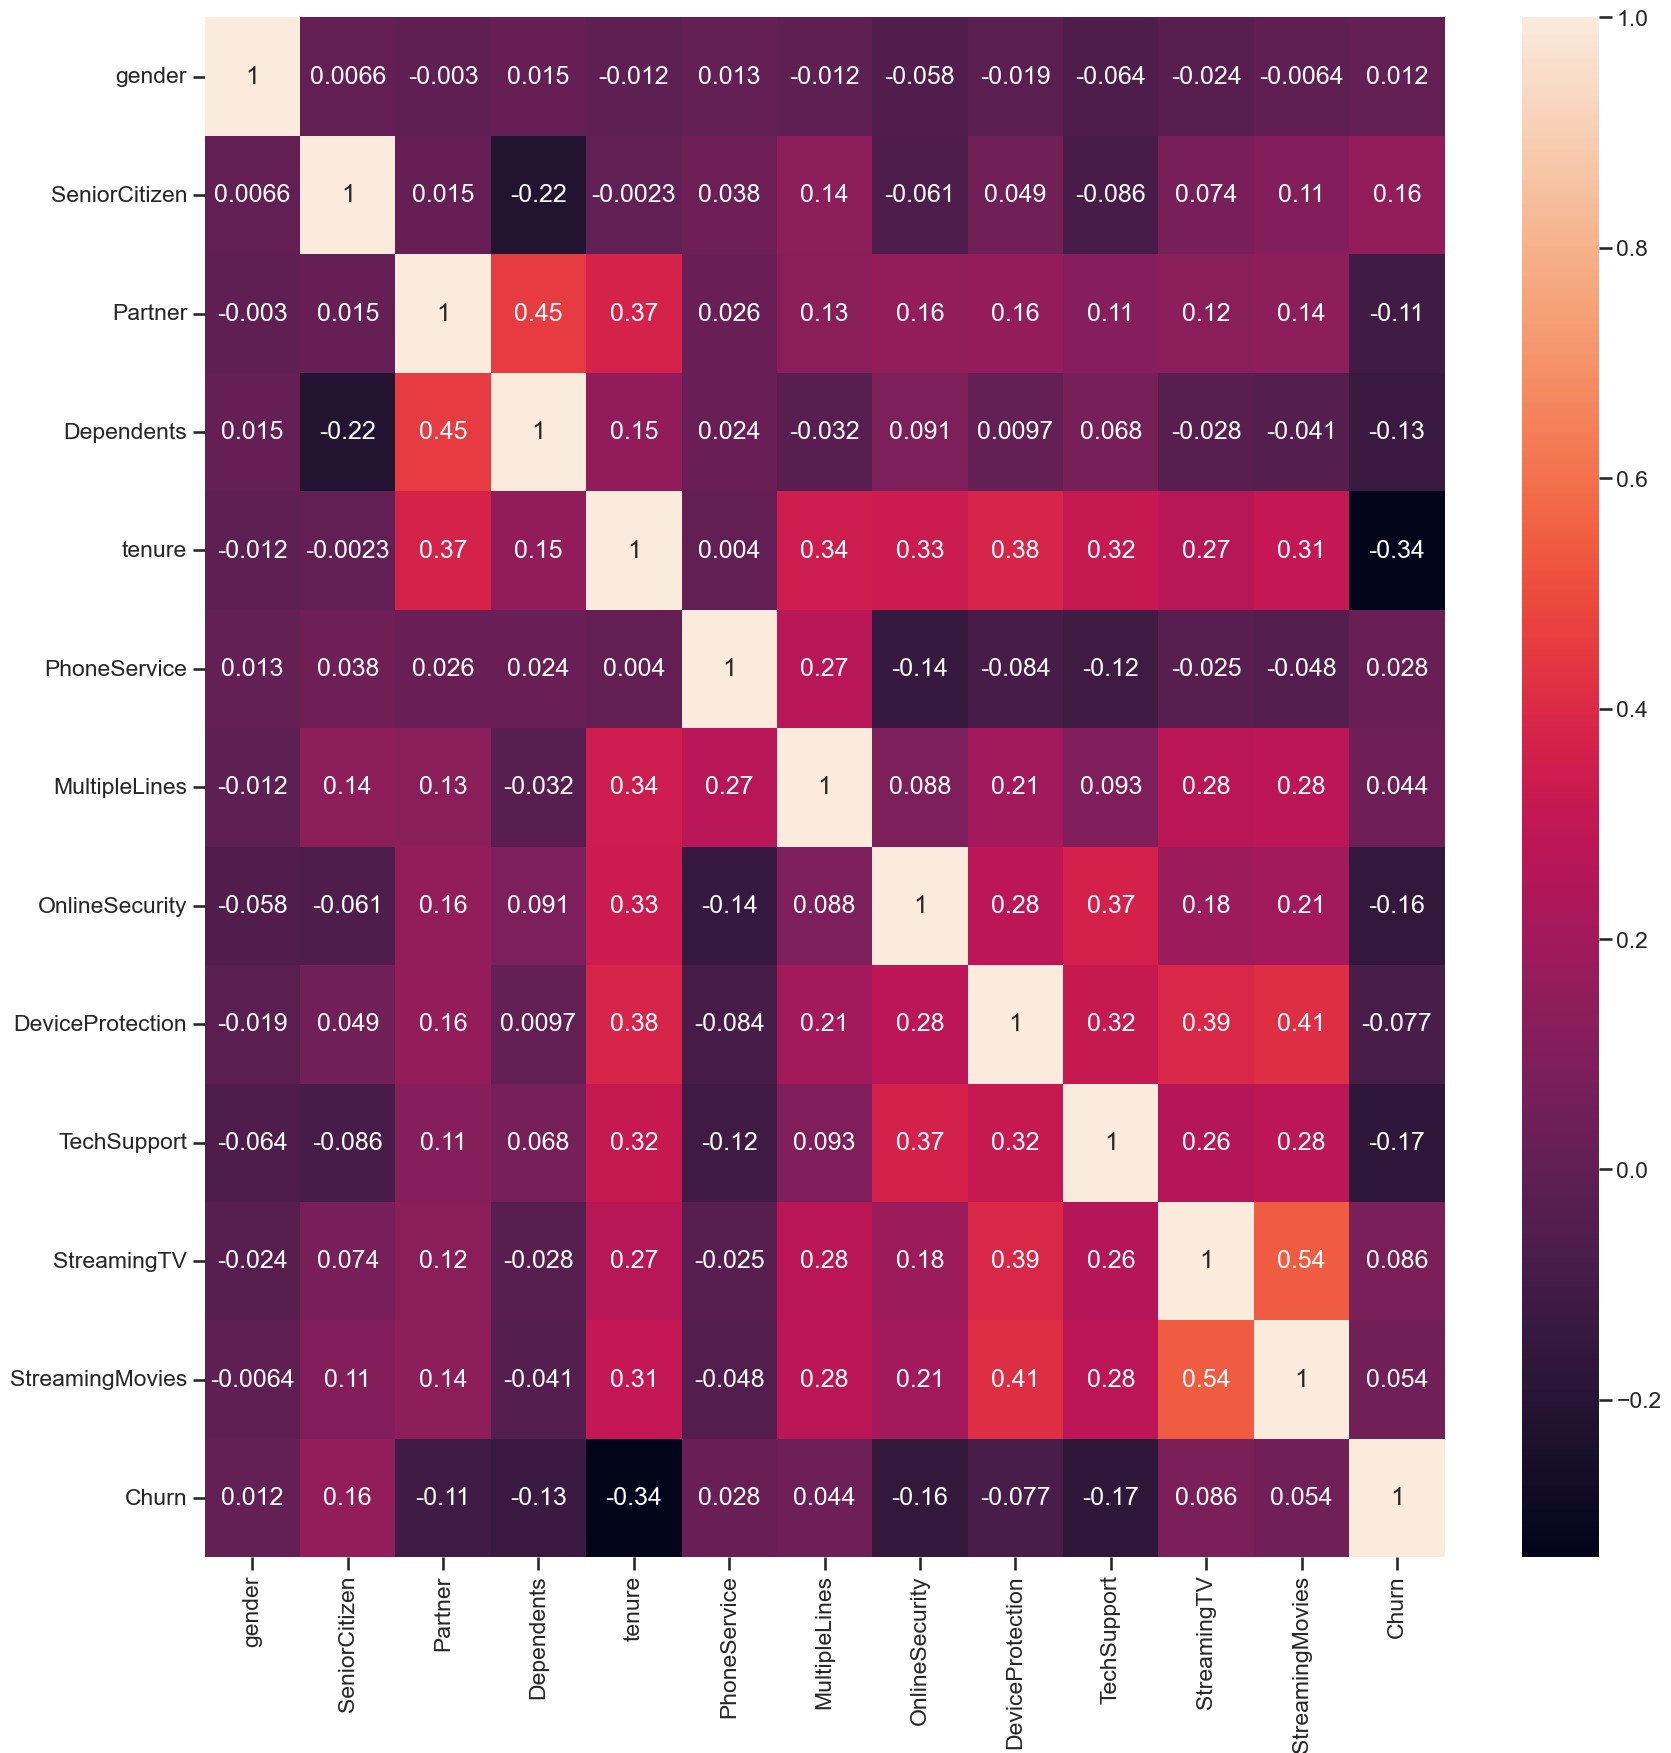 gender 1 0.0066 -0.003 0.015 -0.012 0.013 -0.012 -0.058 -0.019 -0.064 -0.024 -0.0064 0.012
SeniorCitizen 0.0066 1 0.015 -0.22 -0.0023 0.038 0.14 -0.061 0.049 -0.086 0.074 0.11 0.16
Partner -0.003 0.015 1 0.45 0.37 0.026 0.13 0.16 0.16 0.11 0.12 0.14 -0.11
Dependents 0.015 -0.22 0.45 1 0.15 0.024 -0.032 0.091 0.0097 0.068 -0.028 -0.041 -0.13
tenure -0.012 -0.0023 0.37 0.15 1 0.004 0.34 0.33 0.38 0.32 0.27 0.31 -0.34
PhoneService 0.013 0.038 0.026 0.024 0.004 1 0.27 -0.14 -0.084 -0.12 -0.025 -0.048 0.028
MultipleLines -0.012 0.14 0.13 -0.032 0.34 0.27 1 0.088 0.21 0.093 0.28 0.28 0.044
OnlineSecurity -0.058 -0.061 0.16 0.091 0.33 -0.14 0.088 1 0.28 0.37 0.18 0.21 -0.16
DeviceProtection -0.019 0.049 0.16 0.0097 0.38 -0.084 0.21 0.28 1 0.32 0.39 0.41 -0.077
TechSupport -0.064 -0.086 0.11 0.068 0.32 -0.12 0.093 0.37 0.32 1 0.26 0.28 -0.17
StreamingTV -0.024 0.074 0.12 -0.028 0.27 -0.025 0.28 0.18 0.39 0.26 1 0.54 0.086
StreamingMovies -0.0064 0.11 0.14 -0.041 0.31 -0.048 0.28 0.21 0.41 0.28 0.54 1 0.054
Churn 0.012 0.16 -0.11 -0.13 -0.34 0.028 0.044 -0.16 -0.077 -0.17 0.086 0.054 1
gender
SeniorCitizen
Partner
Dependents
tenure
PhoneService
MultipleLines
OnlineSecurity
DeviceProtection
TechSupport
StreamingTV
StreamingMovies
Churn
1.0
0.8
0.6
0.4
0.2
0.0
−0.2